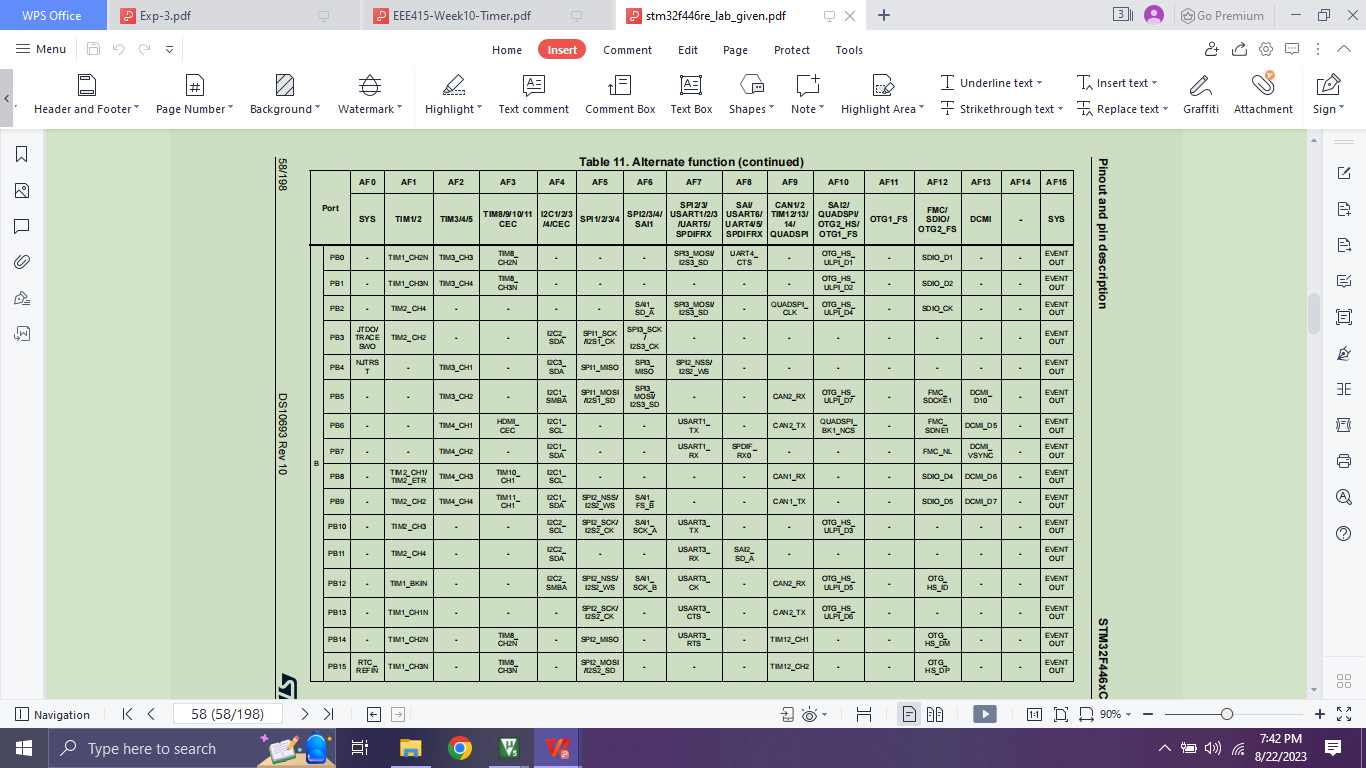 WPS Office
Exp-3.pdf
EEE415-Week10-Timer.pdf
stm32f446re_lab_given.pdf
3
Go Premium
Menu
Home
Insert
Comment
Edit
Page
Protect
Tools
Header and Footer
Page Number
Background
Watermark
Highlight
Text comment
Comment Box
Text Box
Shapes
Note
Highlight Area
Underline text
Strikethrough text
Insert text
Replace text
Graffiti
Attachment
Sign
58/198
DS10693 Rev 10
Pinout and pin description
STM32F446xC
Table 11. Alternate function (continued)
Port AF0 AF1 AF2 AF3 AF4 AF5 AF6 AF7 AF8 AF9 AF10 AF11 AF12 AF13 AF14 AF15
SYS TIM1/2 TIM3/4/5 TIM8/9/10/11 CEC I2C1/2/3 /4/CEC SPI1/2/3/4 SPI2/3/4/ SAI1 SPI2/3/ USART1/2/3 /UART5/ SPDIFRX SAI/ USART6/ UART4/5/ SPDIFRX CAN1/2 TIM12/13/ 14/ QUADSPI SAI2/ QUADSPI/ OTG2_HS/ OTG1_FS OTG1_FS FMC/ SDIO/ OTG2_FS DCMI - SYS
B
PB0 - TIM1_CH2N TIM3_CH3 TIM8_ CH2N - - - SPI3_MOSI/ I2S3_SD UART4_ CTS - OTG_HS_ ULPI_D1 - SDIO_D1 - - EVENT OUT
PB1 - TIM1_CH3N TIM3_CH4 TIM8_ CH3N - - - - - - OTG_HS_ ULPI_D2 - SDIO_D2 - - EVENT OUT
PB2 - TIM2_CH4 - - - - SAI1_ SD_A SPI3_MOSI/ I2S3_SD - QUADSPI_ CLK OTG_HS_ ULPI_D4 - SDIO_CK - - EVENT OUT
PB3 JTDO/ TRACE SWO TIM2_CH2 - - I2C2_ SDA SPI1_SCK /I2S1_CK SPI3_SCK / I2S3_CK - - - - - - - - EVENT OUT
PB4 NJTRS T - TIM3_CH1 - I2C3_ SDA SPI1_MISO SPI3_ MISO SPI2_NSS/ I2S2_WS - - - - - - - EVENT OUT
PB5 - - TIM3_CH2 - I2C1_ SMBA SPI1_MOSI /I2S1_SD SPI3_ MOSI/ I2S3_SD - - CAN2_RX OTG_HS_ ULPI_D7 - FMC_ SDCKE1 DCMI_ D10 - EVENT OUT
PB6 - - TIM4_CH1 HDMI_ CEC I2C1_ SCL - - USART1_ TX - CAN2_TX QUADSPI_ BK1_NCS - FMC_ SDNE1 DCMI_D5 - EVENT OUT
PB7 - - TIM4_CH2 - I2C1_ SDA - - USART1_ RX SPDIF_ RX0 - - - FMC_NL DCMI_ VSYNC - EVENT OUT
PB8 - TIM2_CH1/ TIM2_ETR TIM4_CH3 TIM10_ CH1 I2C1_ SCL - - - - CAN1_RX - - SDIO_D4 DCMI_D6 - EVENT OUT
PB9 - TIM2_CH2 TIM4_CH4 TIM11_ CH1 I2C1_ SDA SPI2_NSS/ I2S2_WS SAI1_ FS_B - - CAN1_TX - - SDIO_D5 DCMI_D7 - EVENT OUT
PB10 - TIM2_CH3 - - I2C2_ SCL SPI2_SCK/ I2S2_CK SAI1_ SCK_A USART3_ TX - - OTG_HS_ ULPI_D3 - - - - EVENT OUT
PB11 - TIM2_CH4 - - I2C2_ SDA - - USART3_ RX SAI2_ SD_A - - - - - - EVENT OUT
PB12 - TIM1_BKIN - - I2C2_ SMBA SPI2_NSS/ I2S2_WS SAI1_ SCK_B USART3_ CK - CAN2_RX OTG_HS_ ULPI_D5 - OTG_ HS_ID - - EVENT OUT
PB13 - TIM1_CH1N - - - SPI2_SCK/ I2S2_CK - USART3_ CTS - CAN2_TX OTG_HS_ ULPI_D6 - - - - EVENT OUT
PB14 - TIM1_CH2N - TIM8_ CH2N - SPI2_MISO - USART3_ RTS - TIM12_CH1 - - OTG_ HS_DM - - EVENT OUT
PB15 RTC_ REFIN TIM1_CH3N - TIM8_ CH3N - SPI2_MOSI /I2S2_SD - - - TIM12_CH2 - - OTG_ HS_DP - - EVENT OUT
Navigation
58 (58/198)
1:1
90%
Type here to search
7:42 PM
8/22/2023